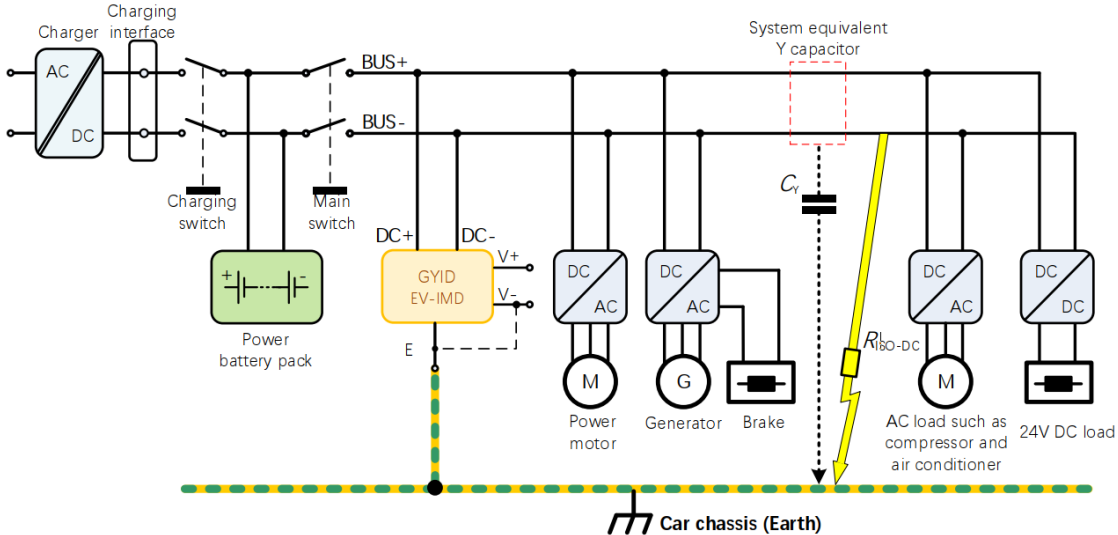 Charger
Charging
interface
AC
DC
Charging
switch
Main
switch
BUS+
BUS-
System equivalent
Y capacitor
CY
DC+
DC-
GYID
EV-IMD
V+
V-
E
+
-
Power
battery pack
DC
AC
M
Power
motor
DC
AC
G
Generator
Brake
RISO-DC
DC
AC
M
AC load such as
compressor and
air conditioner
DC
DC
24V DC load
Car chassis (Earth)